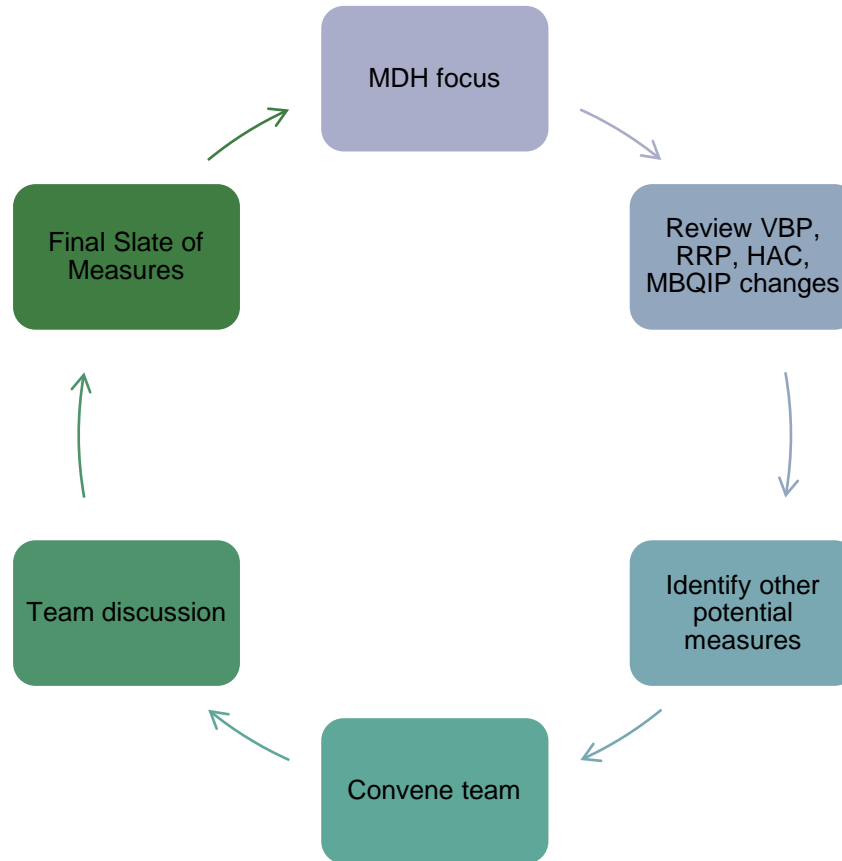 MDH focus
Review VBP,
RRP, HAC,
MBQIP changes
Identify other
potential
measures
Convene team
Team discussion
Final Slate of
Measures